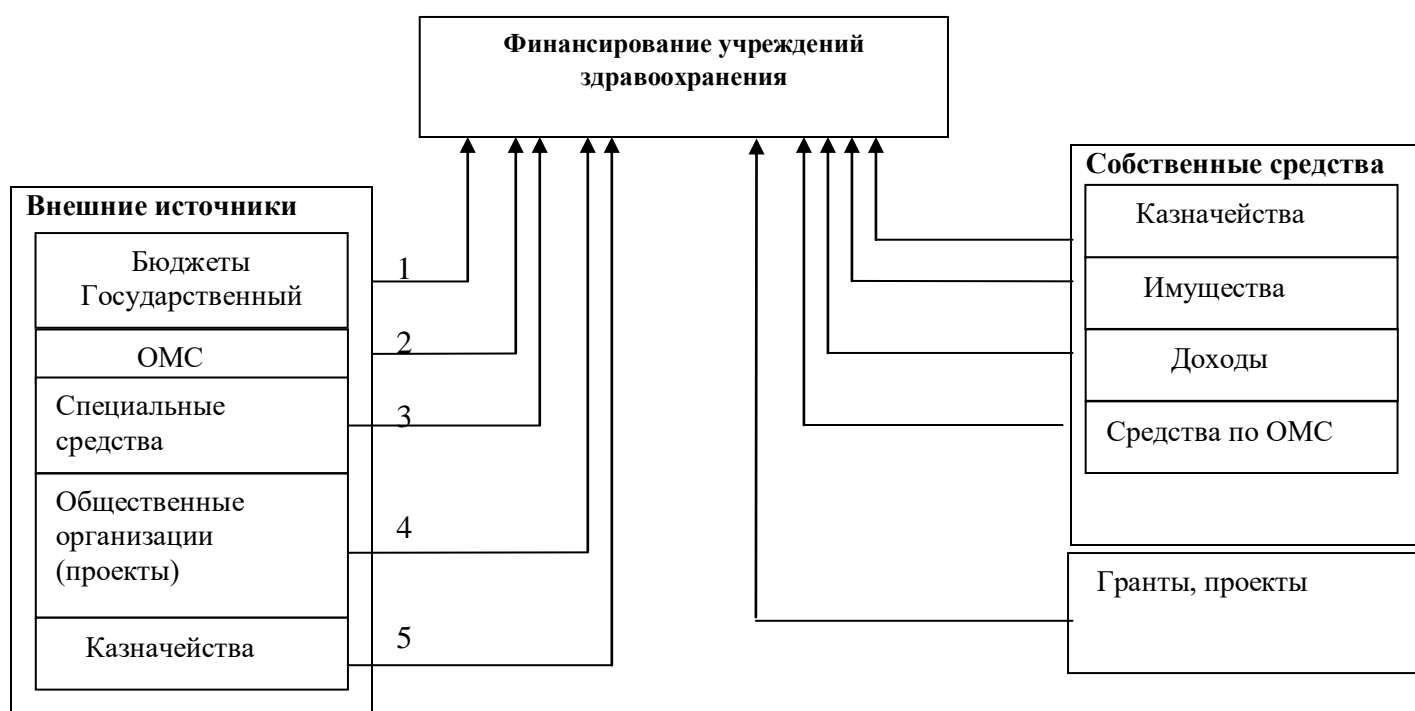 Финансирование учреждений
здравоохранения
Внешние источники
Бюджеты
Государственный
1
ОМС
2
Специальные
средства
3
Общественные
организации
(проекты)
4
Казначейства
5
Собственные средства
Казначейства
Имущества
Доходы
Средства по ОМС
Гранты, проекты